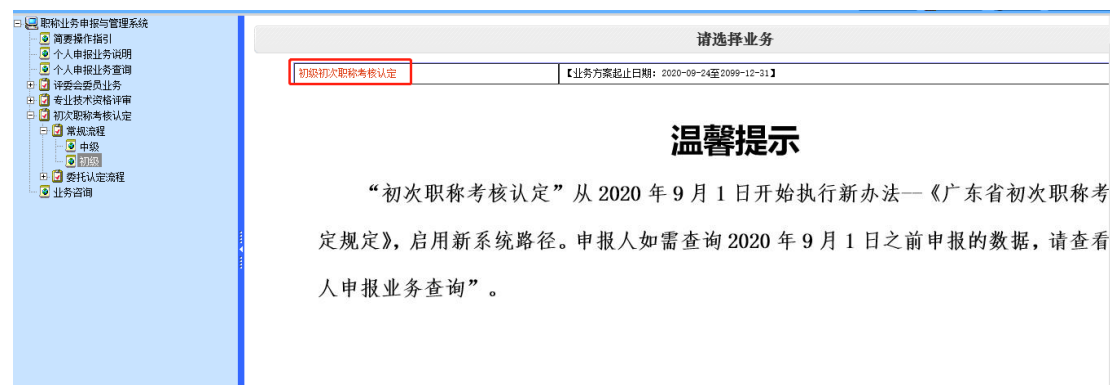 职称业务申报与管理系统
简要操作指引
个人申报业务说明
个人申报业务查询
评委会委员业务
专业技术资格评审
初次职称考核认定
常规流程
中级
初级
委托认定流程
业务咨询
请选择业务
初级初次职称考核认定 【业务方案起止日期：2020-09-24至2099-12-31】
温馨提示
“初次职称考核认定”从 2020 年 9 月 1 日开始执行新办法—《广东省初次职称考
定规定》，启用新系统路径。申报人如需查询 2020 年 9 月 1 日之前申报的数据，请查看
人申报业务查询”。